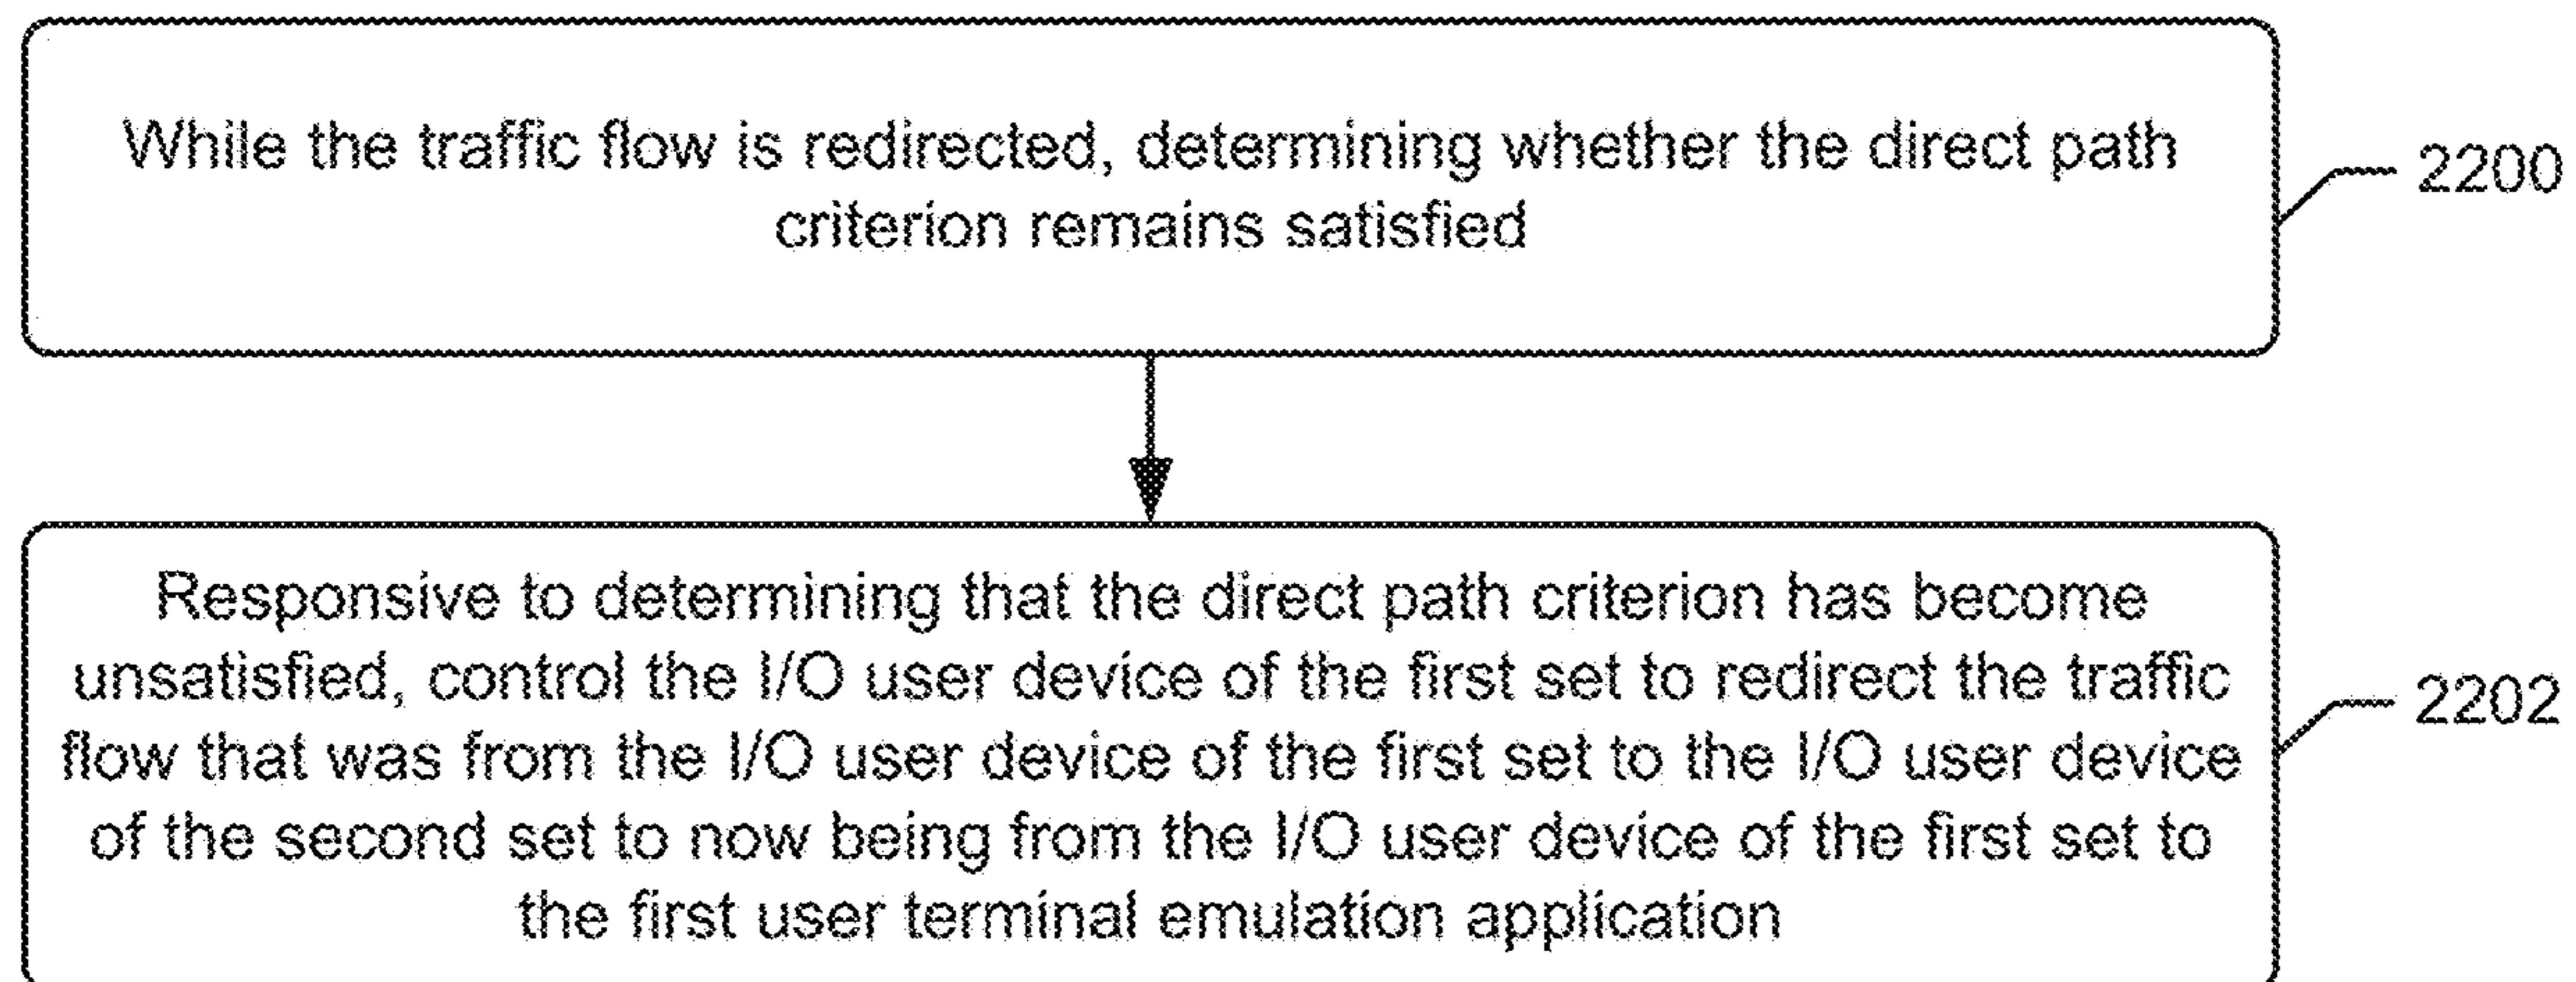 While the traffic flow is redirected, determining whether the direct path
criterion remains satisfied
2200
Responsive to determining that the direct path criterion has become
unsatisfied, control the I/O user device of the first set to redirect the traffic
flow that was from the I/O user device of the first set to the I/O user device
of the second set to now being from the I/O user device of the first set to
the first user terminal emulation application
2202